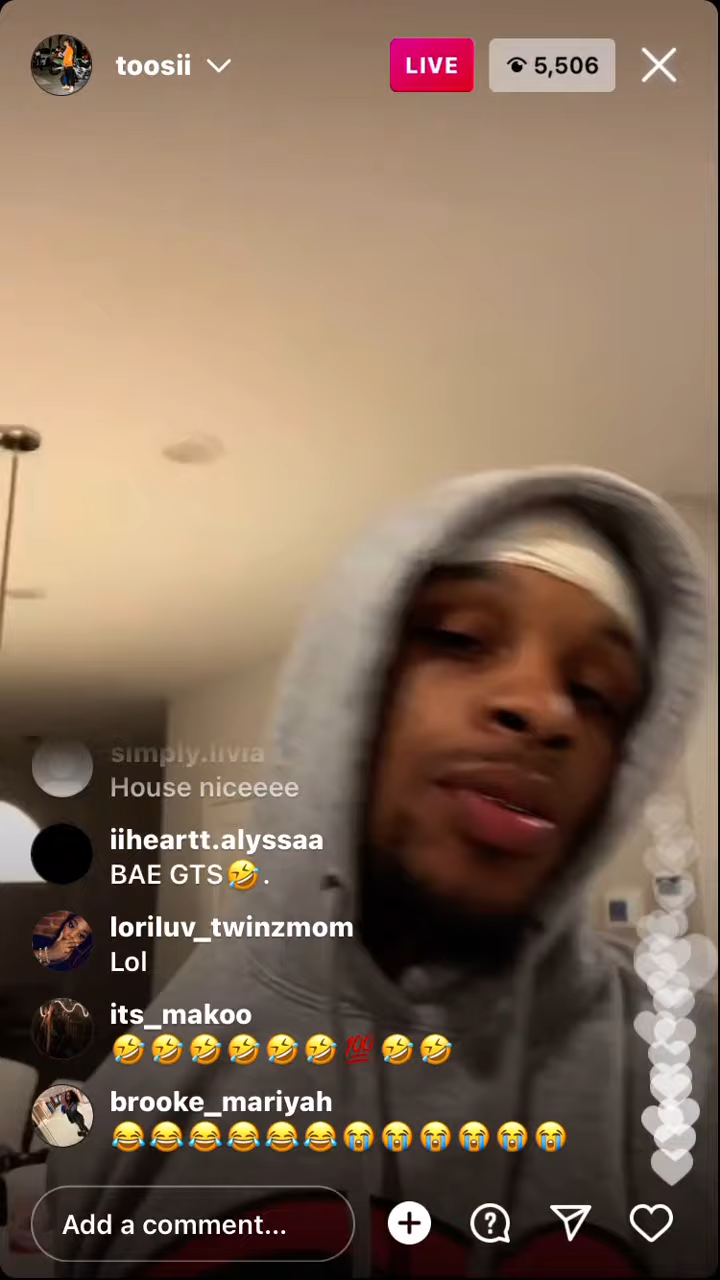 toosii
LIVE
5,506
simply.livia
House niceeee
iiheartt.alyssaa
BAE GTS🤣.
loriluv_twinzmom
Lol
its_makoo
🤣🤣🤣🤣🤣🤣💯🤣🤣
brooke_mariyah
😂😂😂😂😂😂😭😭😭😭😭😭
Add a comment...